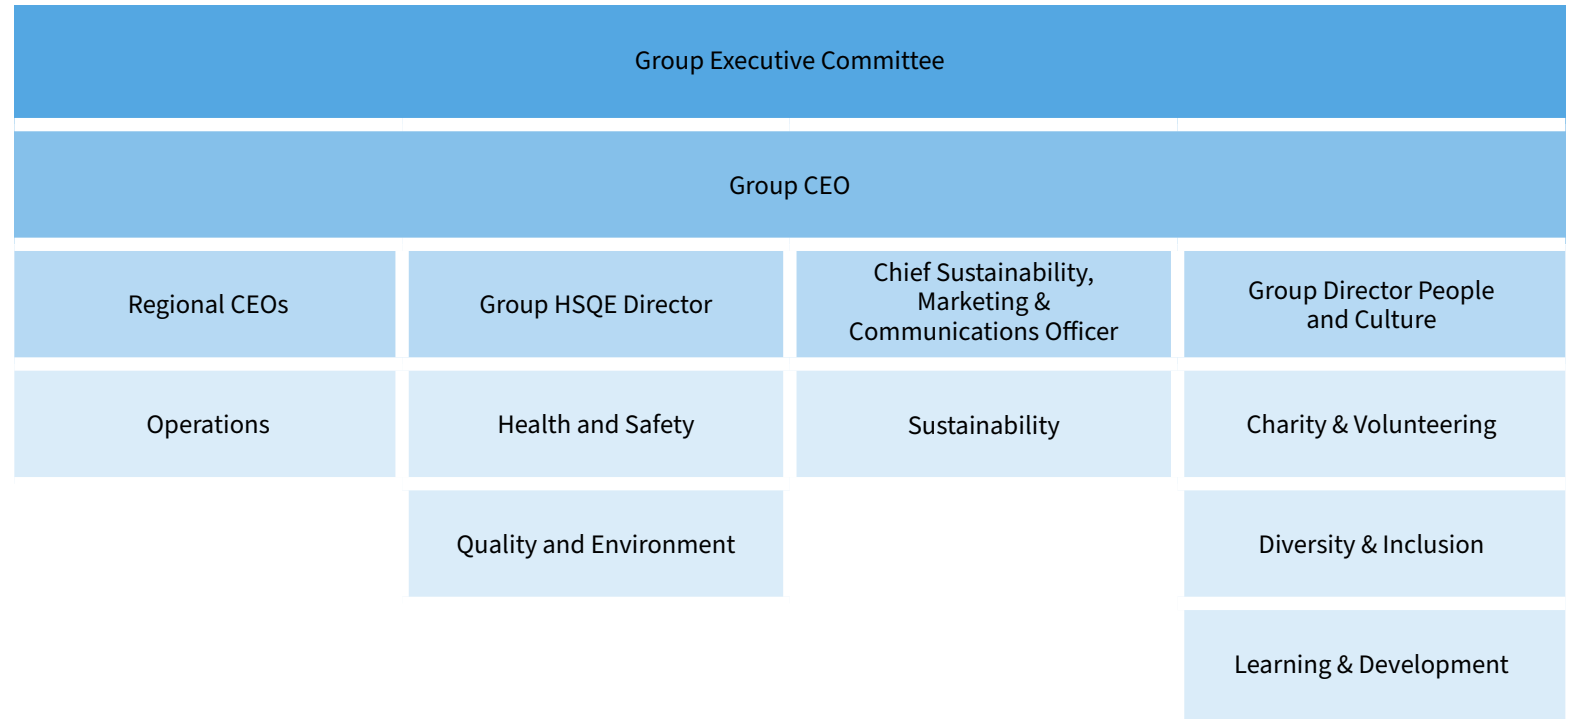 Group Executive Committee
Group CEO
Regional CEOs
Group HSQE Director
Chief Sustainability,
Marketing &
Communications Officer
Group Director People
and Culture
Operations
Health and Safety
Sustainability
Charity & Volunteering
Quality and Environment
Diversity & Inclusion
Learning & Development